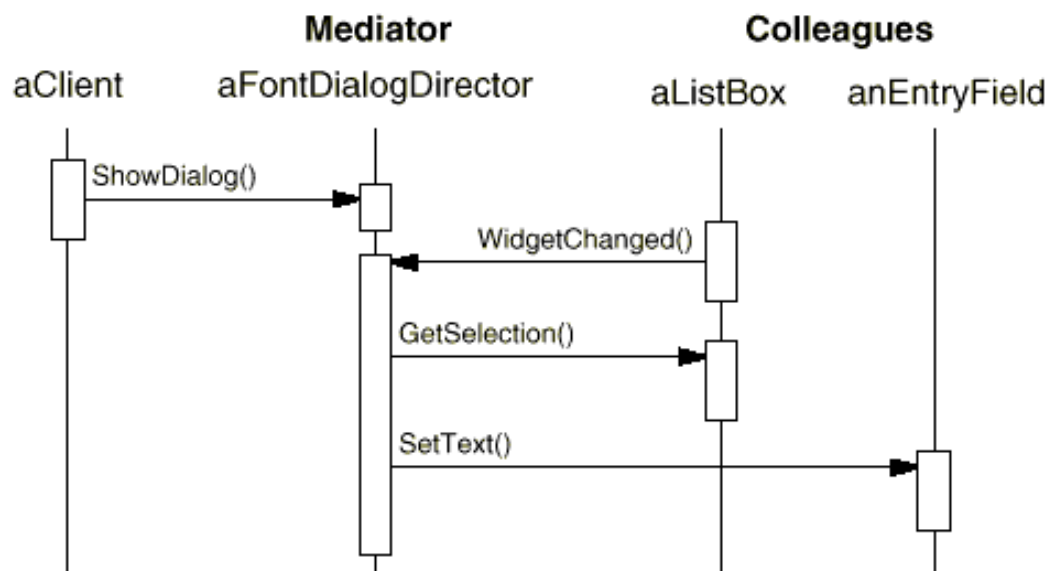 Mediator
Colleagues
aClient
aFontDialogDirector
aListBox
anEntryField
ShowDialog()
WidgetChanged()
GetSelection()
SetText()